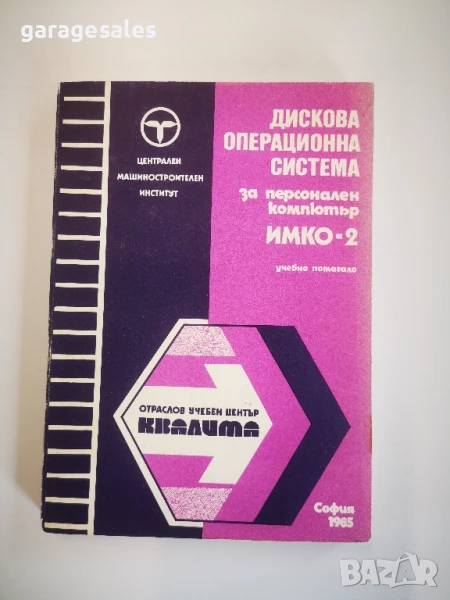 garagesales
ЦЕНТРАЛЕН
МАШИНОСТРОИТЕЛЕН
ИНСТИТУТ
ДИСКОВА
ОПЕРАЦИОННА
СИСТЕМА
за персонален
компютър
ИМКО-2
учебно помагало
ОТРАСЛОВ УЧЕБЕН ЦЕНТЪР
КВАЛИМА
София
1985
BAZAR